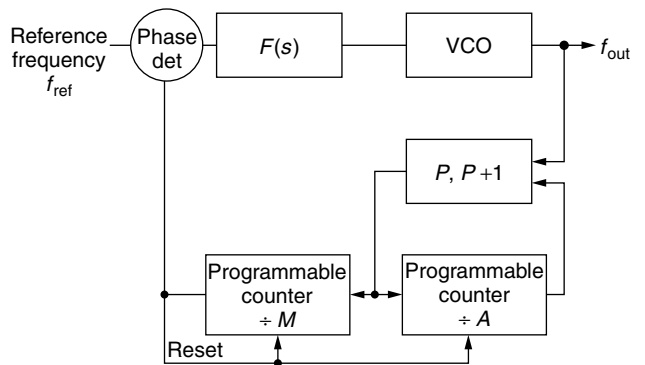 Reference
frequency
f_ref
Phase
det
F(s)
VCO
f_out
P, P +1
Programmable
counter
÷ M
Programmable
counter
÷ A
Reset